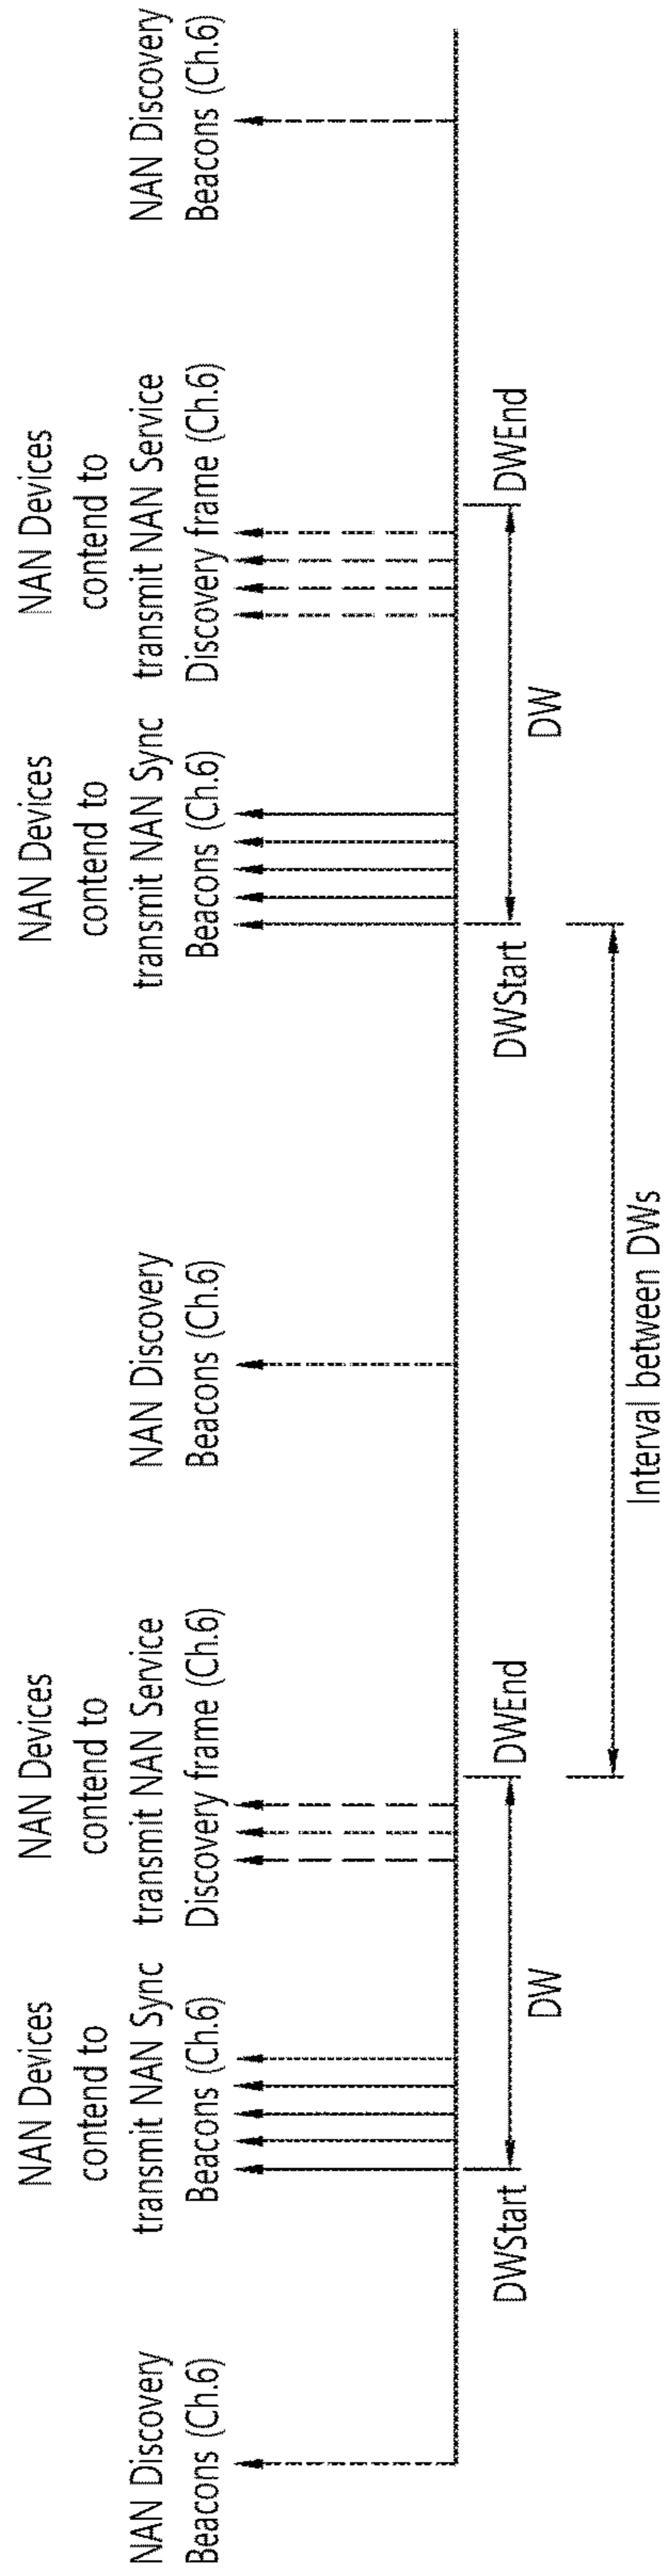 NAN Discovery
Beacons (Ch.6)
NAN Devices
contend to
transmit NAN Sync
Beacons (Ch.6)
NAN Devices
contend to
transmit NAN Service
Discovery frame (Ch.6)
NAN Discovery
Beacons (Ch.6)
NAN Devices
contend to
transmit NAN Sync
Beacons (Ch.6)
NAN Devices
contend to
transmit NAN Service
Discovery frame (Ch.6)
NAN Discovery
Beacons (Ch.6)
DWStart
DW
DWEnd
DWStart
DW
DWEnd
Interval between DWs